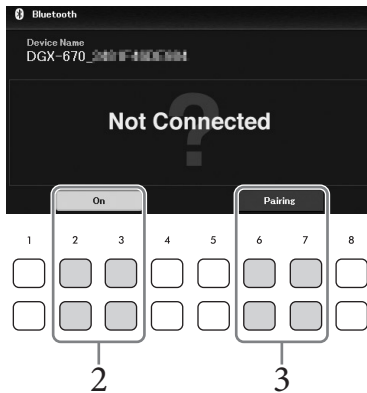 Bluetooth
Device Name
DGX-670_
Not Connected
On
Pairing
1 2 3 4 5 6 7 8
2 3